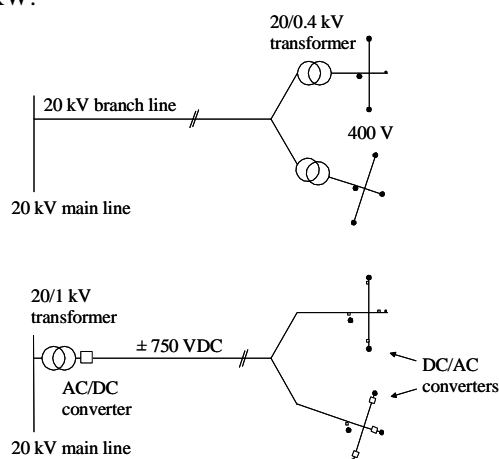 20/0.4 kV
transformer
20 kV branch line
400 V
20 kV main line
20/1 kV
transformer
± 750 VDC
DC/AC
converters
AC/DC
converter
20 kV main line